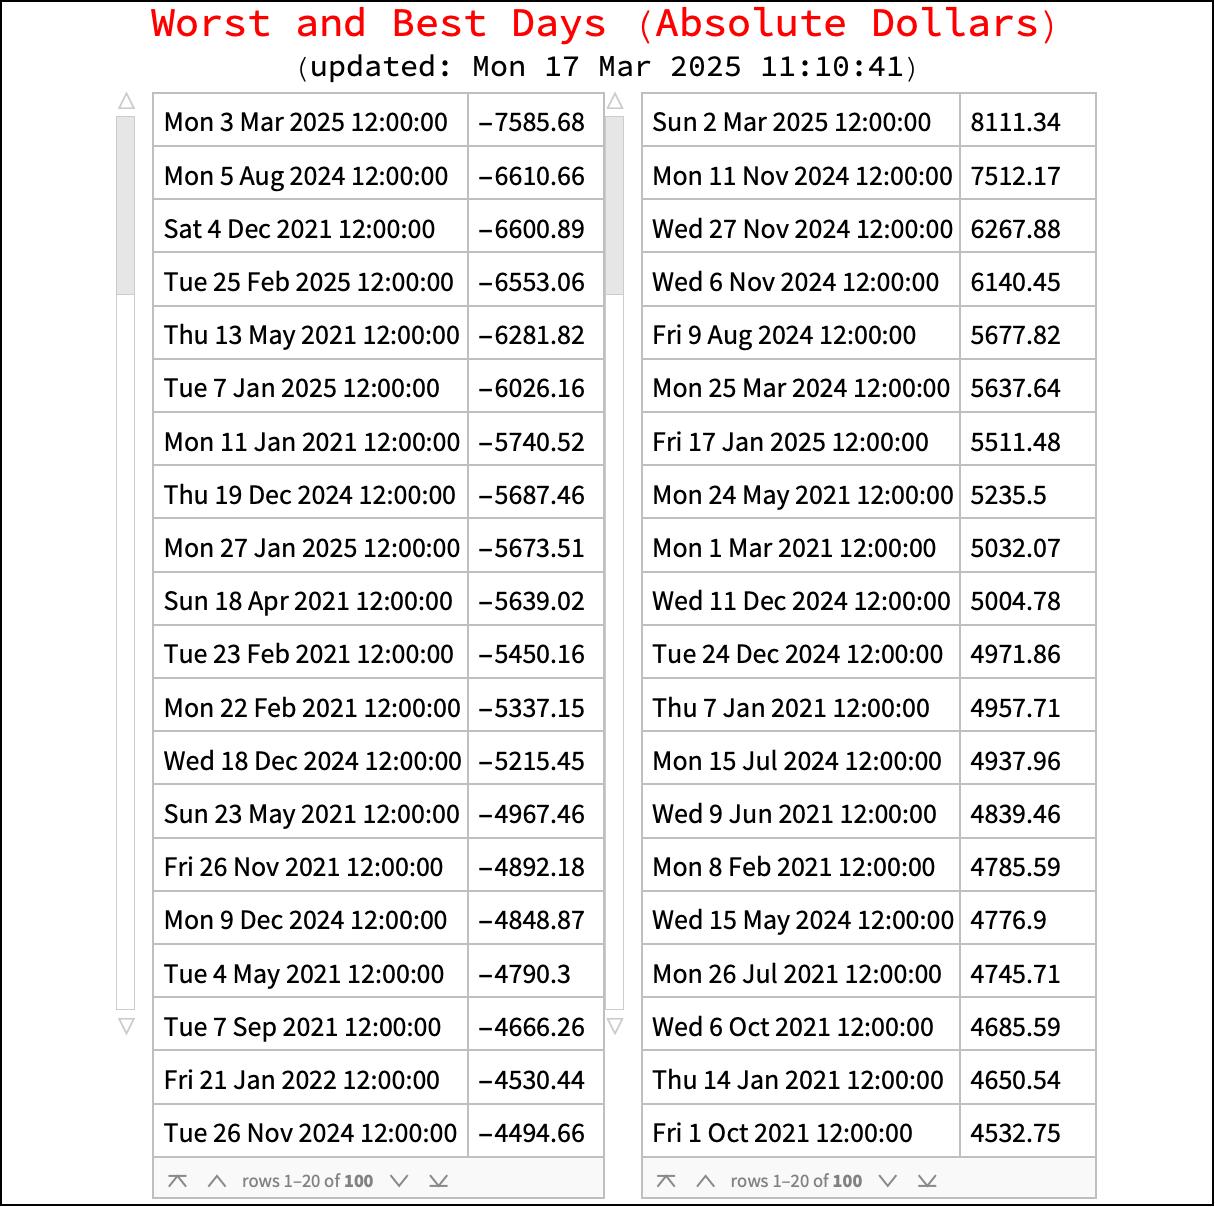 Worst and Best Days (Absolute Dollars)
(updated: Mon 17 Mar 2025 11:10:41)
Mon 3 Mar 2025 12:00:00 −7585.68 Sun 2 Mar 2025 12:00:00 8111.34
Mon 5 Aug 2024 12:00:00 −6610.66 Mon 11 Nov 2024 12:00:00 7512.17
Sat 4 Dec 2021 12:00:00 −6600.89 Wed 27 Nov 2024 12:00:00 6267.88
Tue 25 Feb 2025 12:00:00 −6553.06 Wed 6 Nov 2024 12:00:00 6140.45
Thu 13 May 2021 12:00:00 −6281.82 Fri 9 Aug 2024 12:00:00 5677.82
Tue 7 Jan 2025 12:00:00 −6026.16 Mon 25 Mar 2024 12:00:00 5637.64
Mon 11 Jan 2021 12:00:00 −5740.52 Fri 17 Jan 2025 12:00:00 5511.48
Thu 19 Dec 2024 12:00:00 −5687.46 Mon 24 May 2021 12:00:00 5235.5
Mon 27 Jan 2025 12:00:00 −5673.51 Mon 1 Mar 2021 12:00:00 5032.07
Sun 18 Apr 2021 12:00:00 −5639.02 Wed 11 Dec 2024 12:00:00 5004.78
Tue 23 Feb 2021 12:00:00 −5450.16 Tue 24 Dec 2024 12:00:00 4971.86
Mon 22 Feb 2021 12:00:00 −5337.15 Thu 7 Jan 2021 12:00:00 4957.71
Wed 18 Dec 2024 12:00:00 −5215.45 Mon 15 Jul 2024 12:00:00 4937.96
Sun 23 May 2021 12:00:00 −4967.46 Wed 9 Jun 2021 12:00:00 4839.46
Fri 26 Nov 2021 12:00:00 −4892.18 Mon 8 Feb 2021 12:00:00 4785.59
Mon 9 Dec 2024 12:00:00 −4848.87 Wed 15 May 2024 12:00:00 4776.9
Tue 4 May 2021 12:00:00 −4790.3 Mon 26 Jul 2021 12:00:00 4745.71
Tue 7 Sep 2021 12:00:00 −4666.26 Wed 6 Oct 2021 12:00:00 4685.59
Fri 21 Jan 2022 12:00:00 −4530.44 Thu 14 Jan 2021 12:00:00 4650.54
Tue 26 Nov 2024 12:00:00 −4494.66 Fri 1 Oct 2021 12:00:00 4532.75
rows 1–20 of 100 rows 1–20 of 100